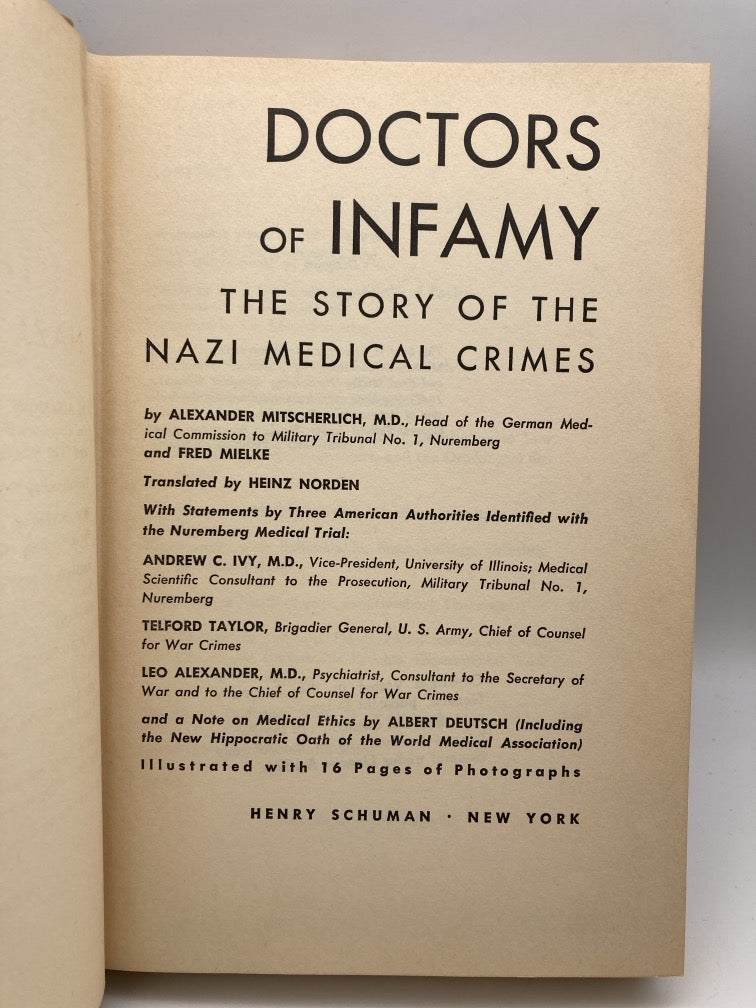 DOCTORS
OF INFAMY
THE STORY OF THE
NAZI MEDICAL CRIMES
by ALEXANDER MITSCHERLICH, M.D., Head of the German Med-
ical Commission to Military Tribunal No. 1, Nuremberg
and FRED MIELKE
Translated by HEINZ NORDEN
With Statements by Three American Authorities Identified with
the Nuremberg Medical Trial:
ANDREW C. IVY, M.D., Vice-President, University of Illinois; Medical
Scientific Consultant to the Prosecution, Military Tribunal No. 1,
Nuremberg
TELFORD TAYLOR, Brigadier General, U. S. Army, Chief of Counsel
for War Crimes
LEO ALEXANDER, M.D., Psychiatrist, Consultant to the Secretary of
War and to the Chief of Counsel for War Crimes
and a Note on Medical Ethics by ALBERT DEUTSCH (Including
the New Hippocratic Oath of the World Medical Association)
Illustrated with 16 Pages of Photographs
HENRY SCHUMAN · NEW YORK